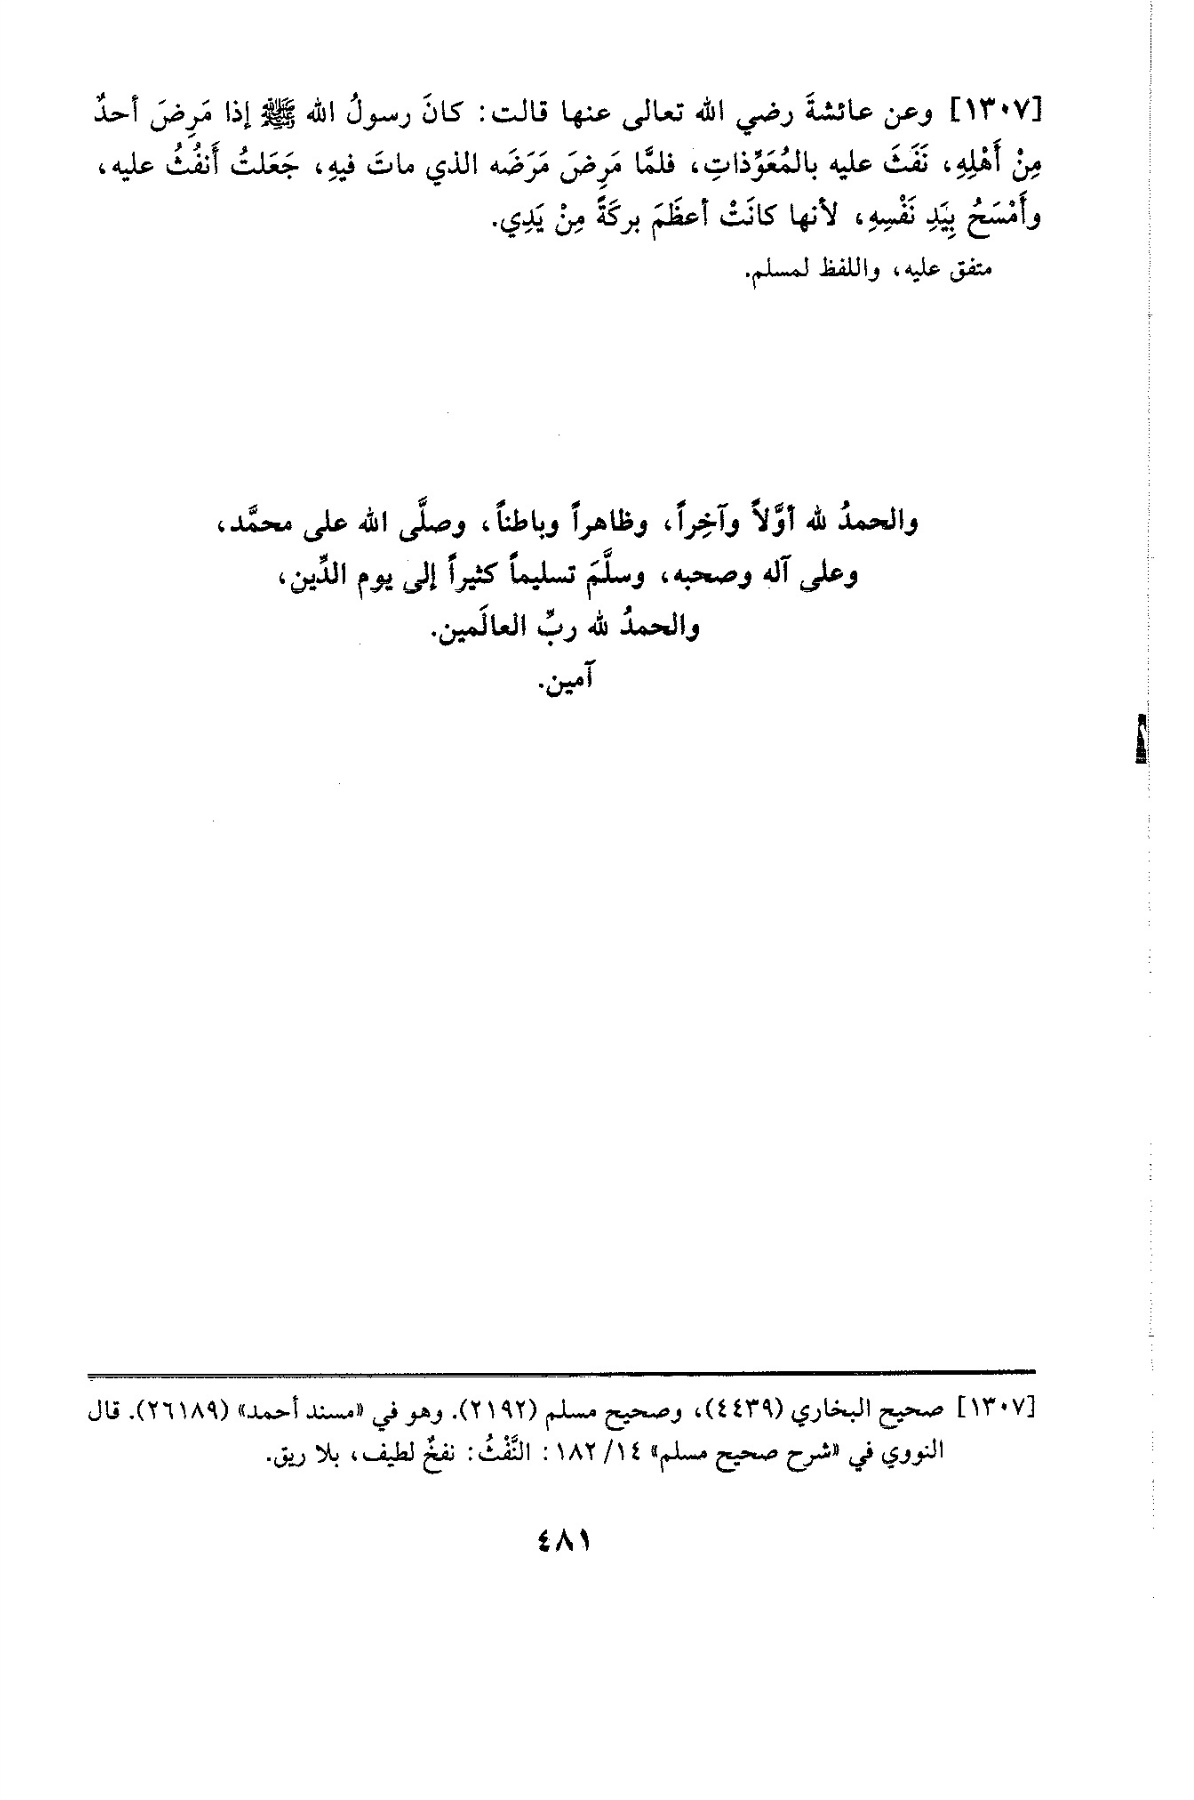 [١٣٠٧] وعن عائشةَ رضي الله تعالى عنها قالت: كانَ رسولُ الله ﷺ إذا مَرِضَ أحدٌ
مِنْ أَهْلِهِ، نَفَثَ عليه بالمُعَوِّذاتِ، فلمَّا مَرِضَ مَرَضَه الذي ماتَ فيهِ، جَعَلتُ أَنفُثُ عليه،
وأَمْسَحُ بِيَدِ نَفْسِهِ، لأنها كانَتْ أعظَمَ بركَةً مِنْ يَدِي.
متفق عليه، واللفظ لمسلم.
والحمدُ لله أوَّلاً وآخِراً، وظاهراً وباطناً، وصلَّى الله على محمَّد،
وعلى آله وصحبه، وسلَّمَ تسليماً كثيراً إلى يوم الدِّين،
والحمدُ لله ربِّ العالَمين.
آمين.
[١٣٠٧] صحيح البخاري (٤٤٣٩)، وصحيح مسلم (٢١٩٢). وهو في «مسند أحمد» (٢٦١٨٩). قال
النووي في «شرح صحيح مسلم» ١٤/ ١٨٢: النَّفْثُ: نفخٌ لطيف، بلا ريق.
٤٨١